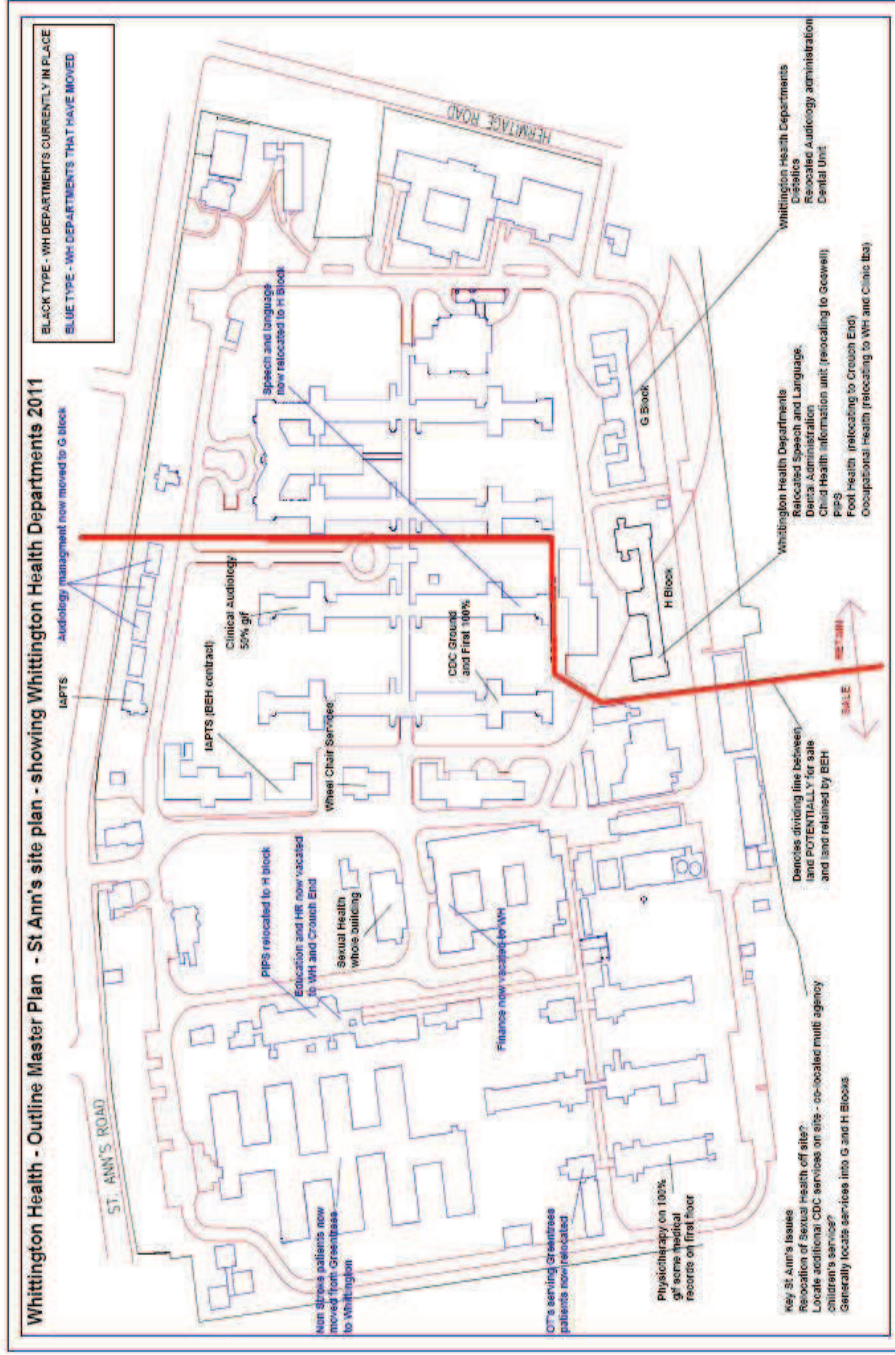 Whittington Health - Outline Master Plan - St Ann's site plan - showing Whittington Health Departments 2011
BLACK TYPE - WH DEPARTMENTS CURRENTLY IN PLACE
BLUE TYPE - WH DEPARTMENTS THAT HAVE MOVED
ST. ANN'S ROAD
IAPTS
Audiology managment now moved to G block
HERMITAGE ROAD
Speech and language
now relocated to H Block
Clinical Audiology
50% g/f
IAPTS (BEH contract)
Wheel Chair Services
CDC Ground
and First 100%
PIPS relocated to H block
Education and HR now vacated
to WH and Crouch End
Sexual Health
whole building
Finance now vacated to WH
Non Stroke patients now
moved from Greentrees
to Whittington
OT's serving Greentrees
patients now relocated
Physiotherapy on 100%
g/f some medical
records on first floor
G Block
H Block
Whittington Health Departments
Dietetics
Relocated Audiology administration
Dental Unit
Whittington Health Departments
Relocated Speech and Language,
Dental Administration
Child Health Information unit (relocating to Goswell)
PIPS
Foot Health (relocating to Crouch End)
Occupational Health (relocating to WH and Clinic tba)
SALE
RETAIN
Denotes dividing line between
land POTENTIALLY for sale
and land retained by BEH
Key St Ann's Issues
Relocation of Sexual Health off site?
Locate additional CDC services on site - co-located multi agency
children's service?
Generally locate services into G and H Blocks